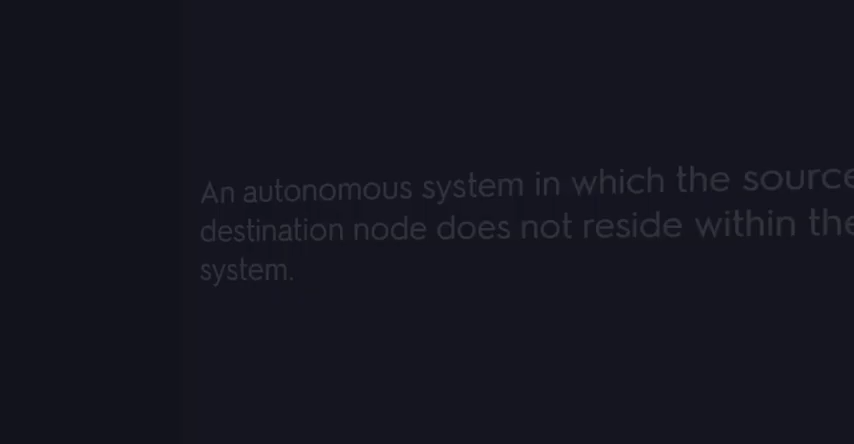 An autonomous system in which the source
destination node does not reside within the
system.